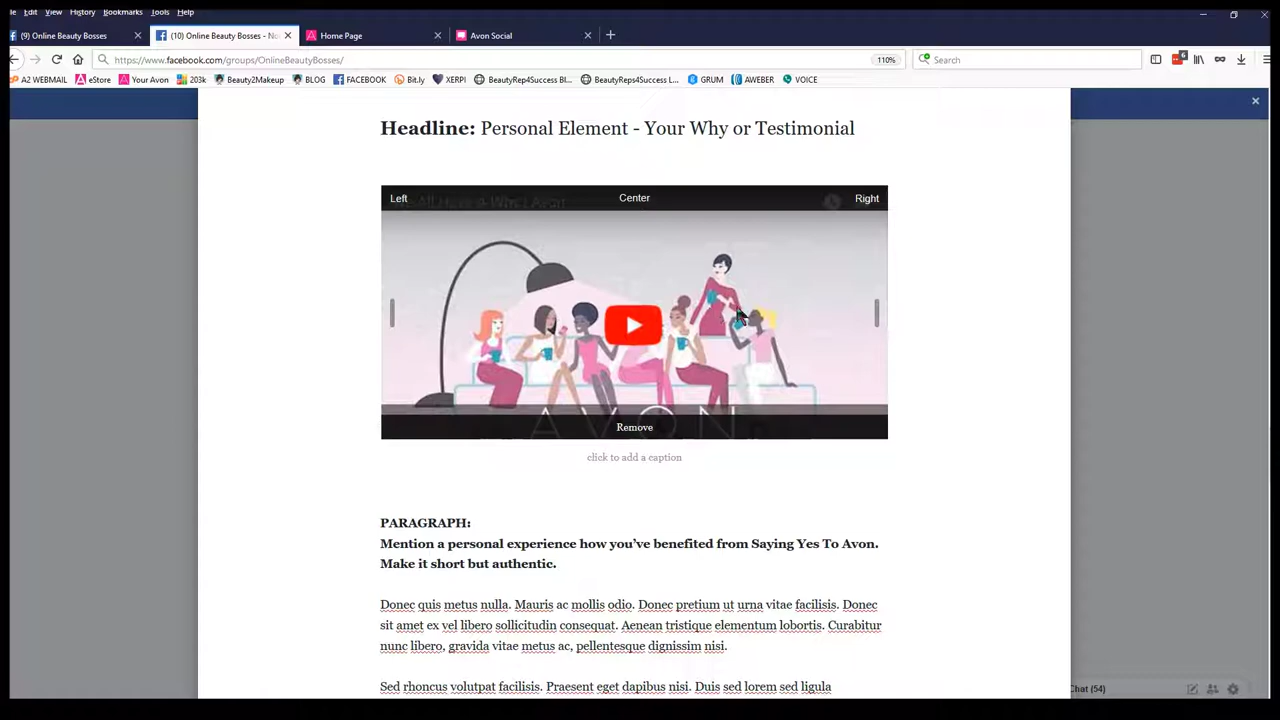 le Edit View History Bookmarks Tools Help
(9) Online Beauty Bosses (10) Online Beauty Bosses - No Home Page Avon Social
https://www.facebook.com/groups/OnlineBeautyBosses/ 110% Search
A2 WEBMAIL eStore Your Avon 203k Beauty2Makeup BLOG FACEBOOK Bit.ly XERPI BeautyRep4Success Bl... BeautyRep4Success L... GRUM AWEBER VOICE
Headline: Personal Element - Your Why or Testimonial
Left Center Right
AVON
Remove
click to add a caption
PARAGRAPH:
Mention a personal experience how you've benefited from Saying Yes To Avon.
Make it short but authentic.
Donec quis metus nulla. Mauris ac mollis odio. Donec pretium ut urna vitae facilisis. Donec
sit amet ex vel libero sollicitudin consequat. Aenean tristique elementum lobortis. Curabitur
nunc libero, gravida vitae metus ac, pellentesque dignissim nisi.
Sed rhoncus volutpat facilisis. Praesent eget dapibus nisi. Duis sed lorem sed ligula
Chat (54)